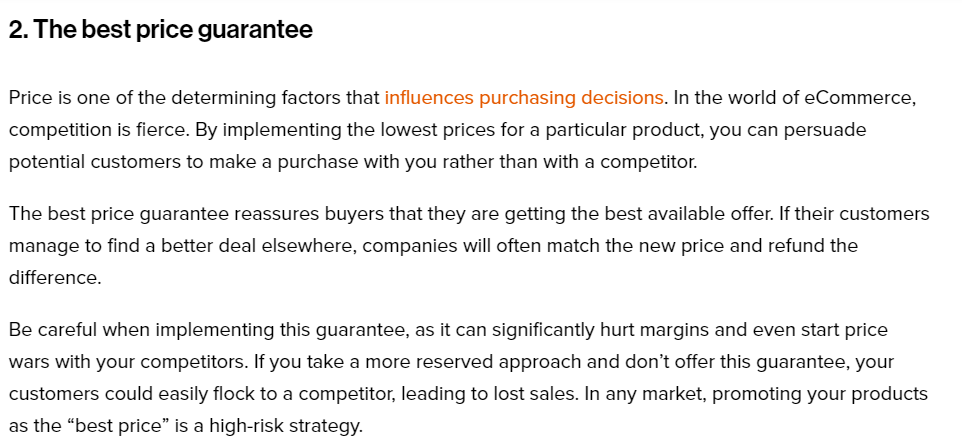 2. The best price guarantee
Price is one of the determining factors that influences purchasing decisions. In the world of eCommerce,
competition is fierce. By implementing the lowest prices for a particular product, you can persuade
potential customers to make a purchase with you rather than with a competitor.
The best price guarantee reassures buyers that they are getting the best available offer. If their customers
manage to find a better deal elsewhere, companies will often match the new price and refund the
difference.
Be careful when implementing this guarantee, as it can significantly hurt margins and even start price
wars with your competitors. If you take a more reserved approach and don’t offer this guarantee, your
customers could easily flock to a competitor, leading to lost sales. In any market, promoting your products
as the “best price” is a high-risk strategy.